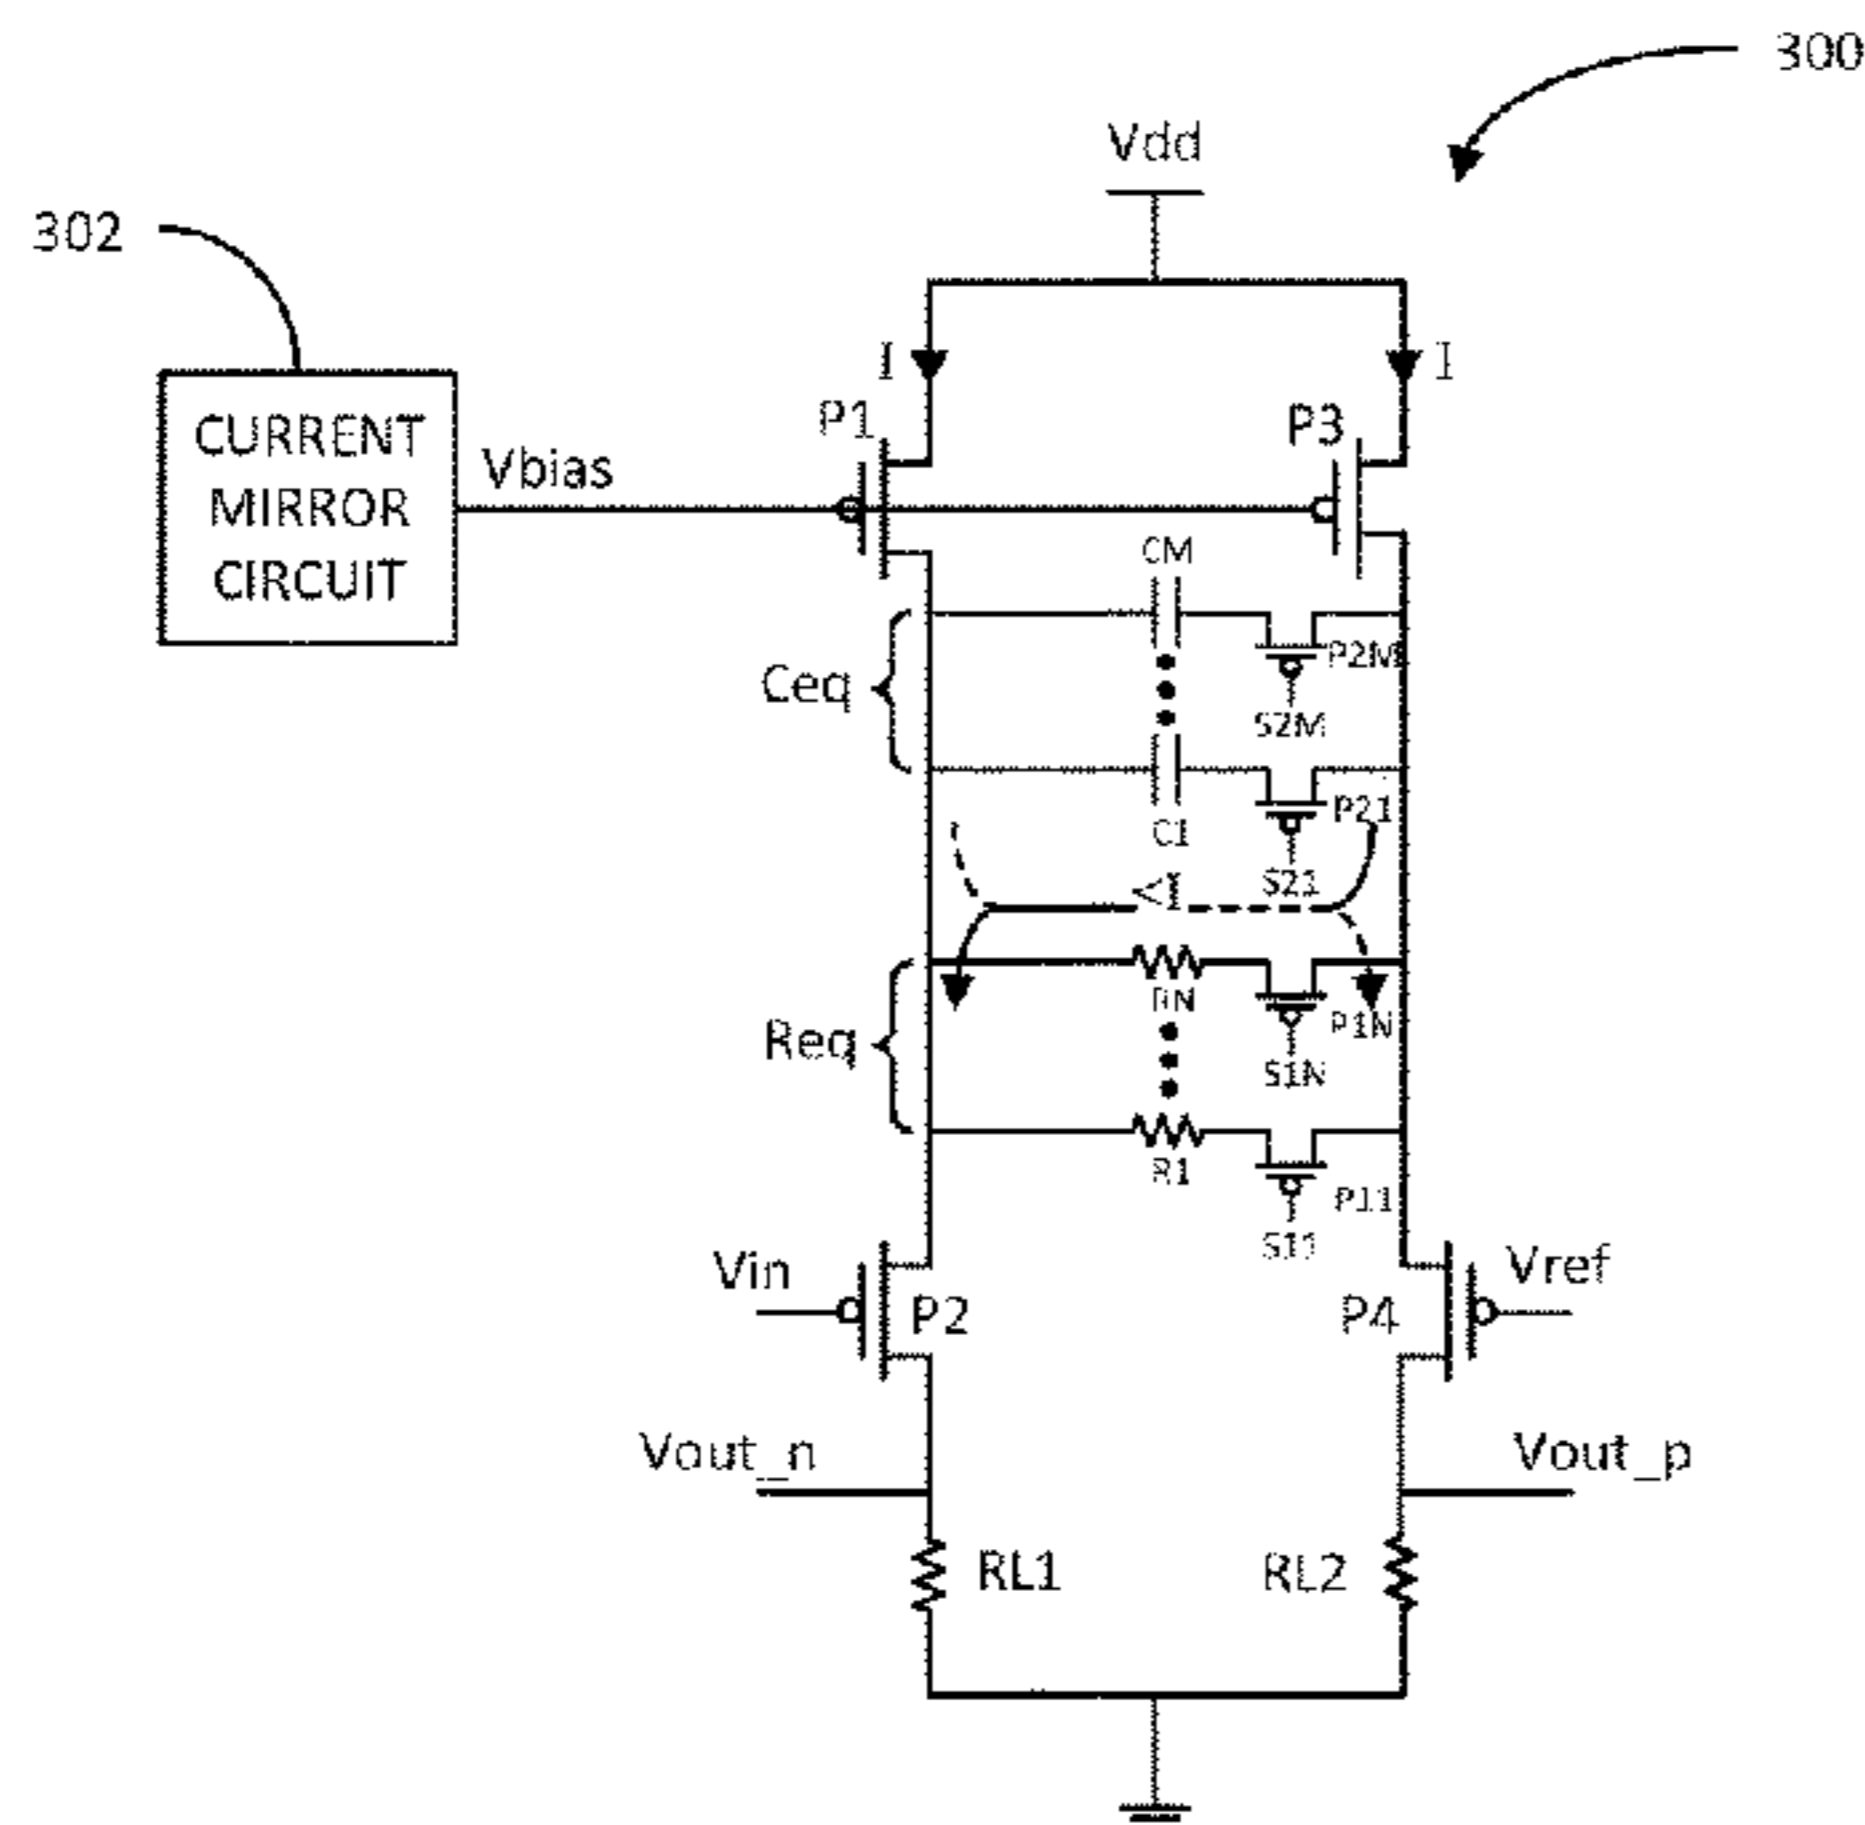 300
Vdd
302
I
I
P1
P3
CURRENT
MIRROR
CIRCUIT
Vbias
CM
P2M
Ceq
S2M
P21
C1
S21
<I
RN
P1N
Req
S1N
R1
P11
S11
Vin
P2
P4
Vref
Vout_n
Vout_p
RL1
RL2